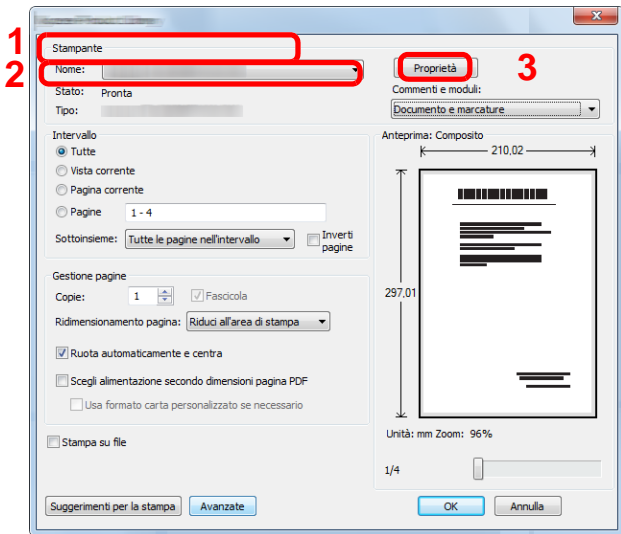 1
Stampante
2
Nome:
Proprietà
3
Stato: Pronta
Commenti e moduli:
Tipo:
Documento e marcature
Intervallo
Anteprima: Composito
Tutte
210,02
Vista corrente
Pagina corrente
Pagine 1 - 4
Sottoinsieme: Tutte le pagine nell'intervallo
Inverti
pagine
Gestione pagine
Copie: 1 Fascicola
297,01
Ridimensionamento pagina: Riduci all'area di stampa
Ruota automaticamente e centra
Scegli alimentazione secondo dimensioni pagina PDF
Usa formato carta personalizzato se necessario
Unità: mm Zoom: 96%
Stampa su file
1/4
Suggerimenti per la stampa Avanzate OK Annulla